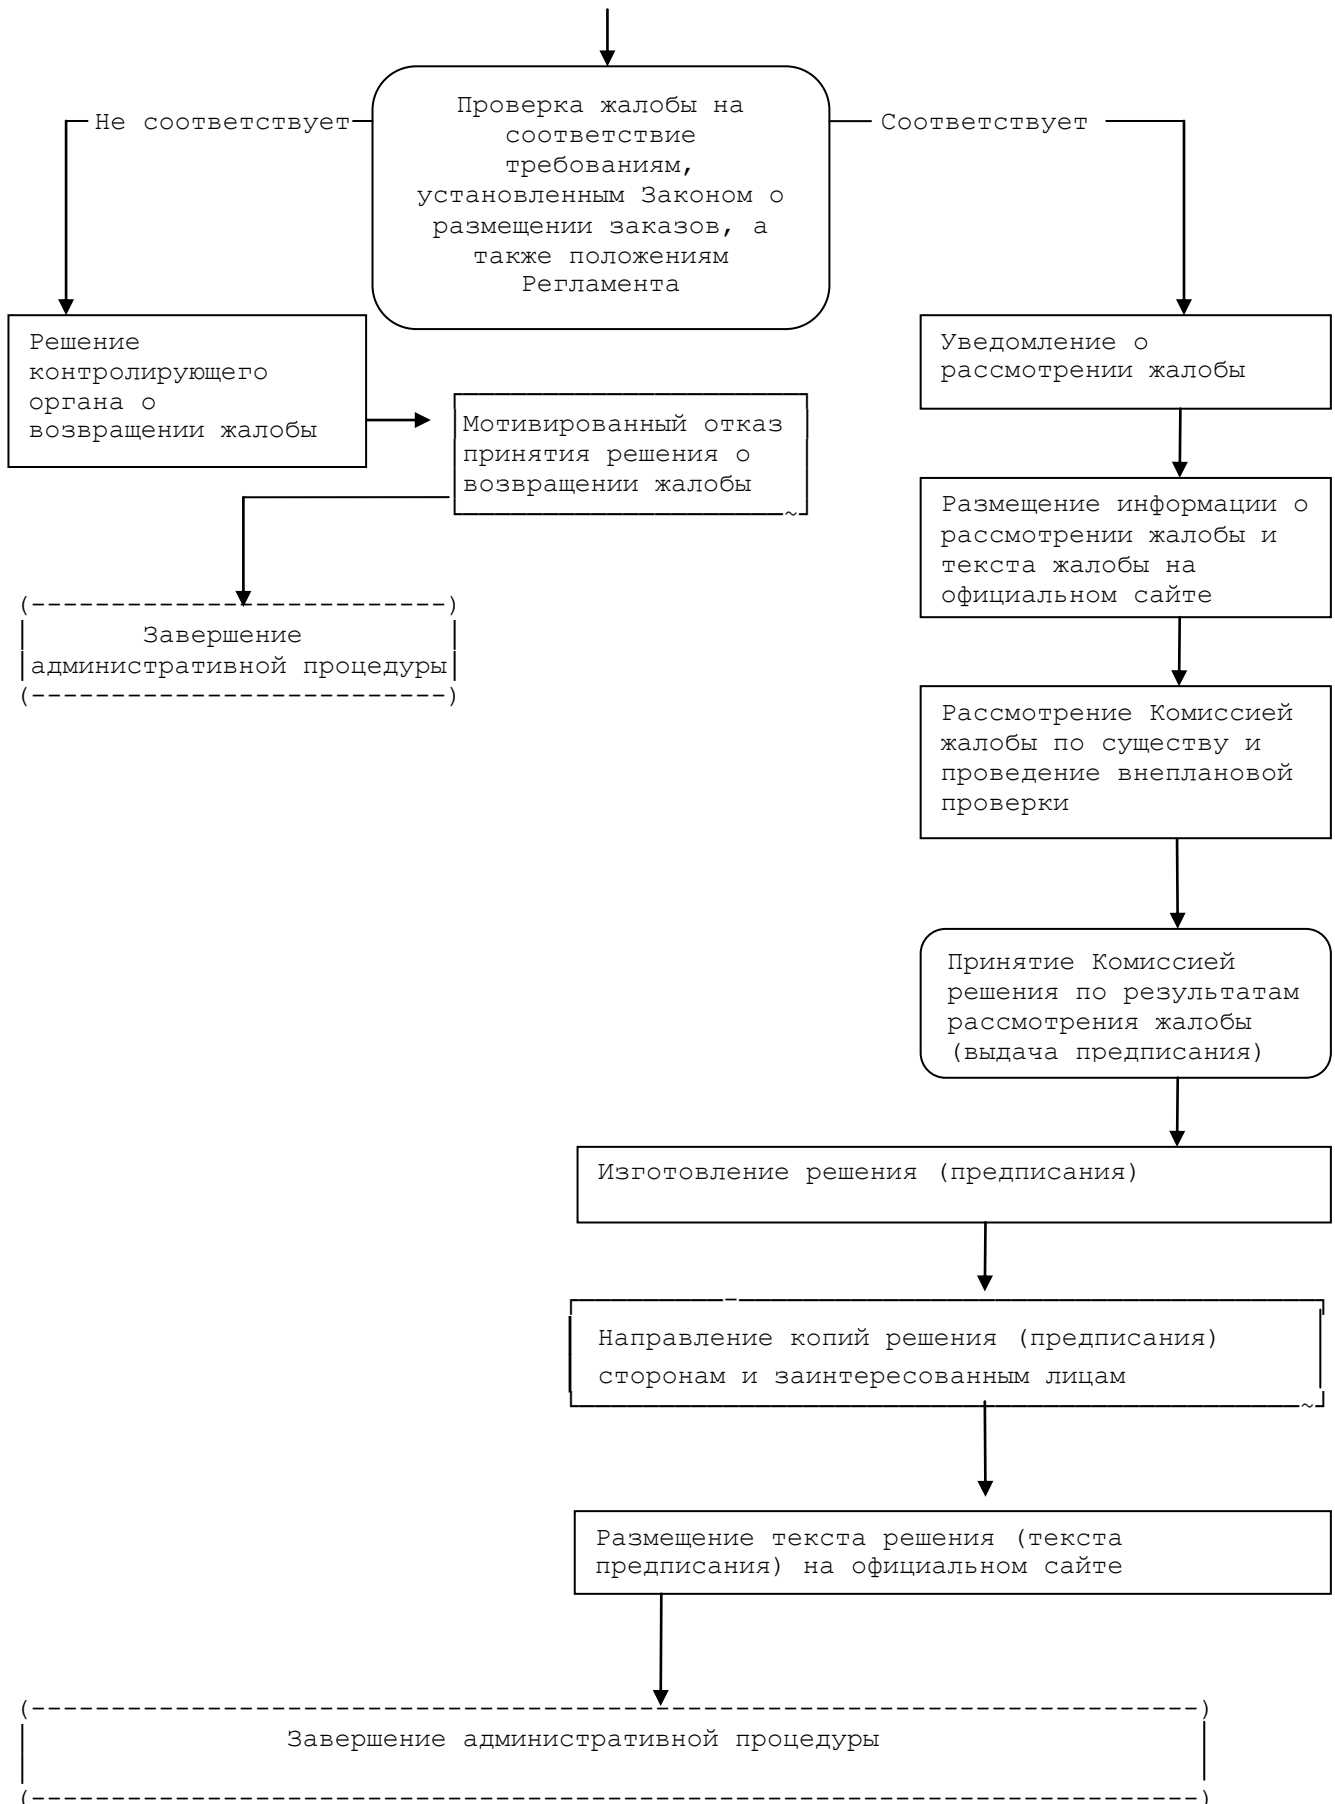 Проверка жалобы на
соответствие
требованиям,
установленным Законом о
размещении заказов, а
также положениям
Регламента
Не соответствует
Соответствует
Решение
контролирующего
органа о
возвращении жалобы
Мотивированный отказ
принятия решения о
возвращении жалобы
Завершение
административной процедуры
Уведомление о
рассмотрении жалобы
Размещение информации о
рассмотрении жалобы и
текста жалобы на
официальном сайте
Рассмотрение Комиссией
жалобы по существу и
проведение внеплановой
проверки
Принятие Комиссией
решения по результатам
рассмотрения жалобы
(выдача предписания)
Изготовление решения (предписания)
Направление копий решения (предписания)
сторонам и заинтересованным лицам
Размещение текста решения (текста
предписания) на официальном сайте
Завершение административной процедуры